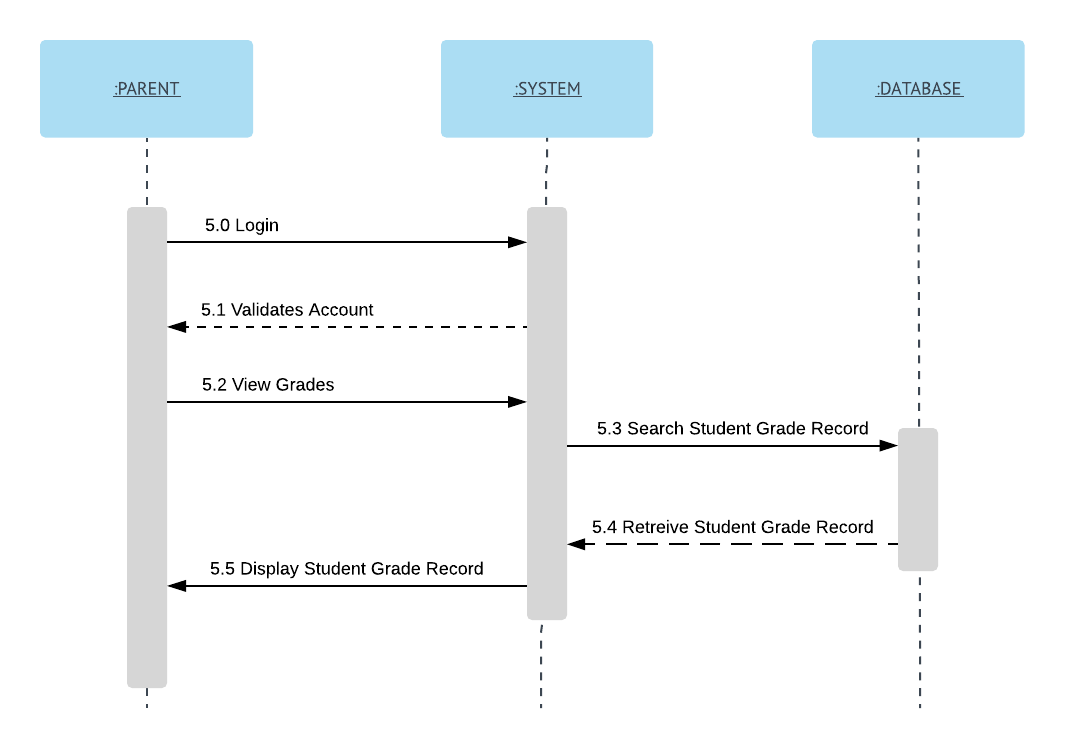 :PARENT
:SYSTEM
:DATABASE
5.0 Login
5.1 Validates Account
5.2 View Grades
5.3 Search Student Grade Record
5.4 Retreive Student Grade Record
5.5 Display Student Grade Record